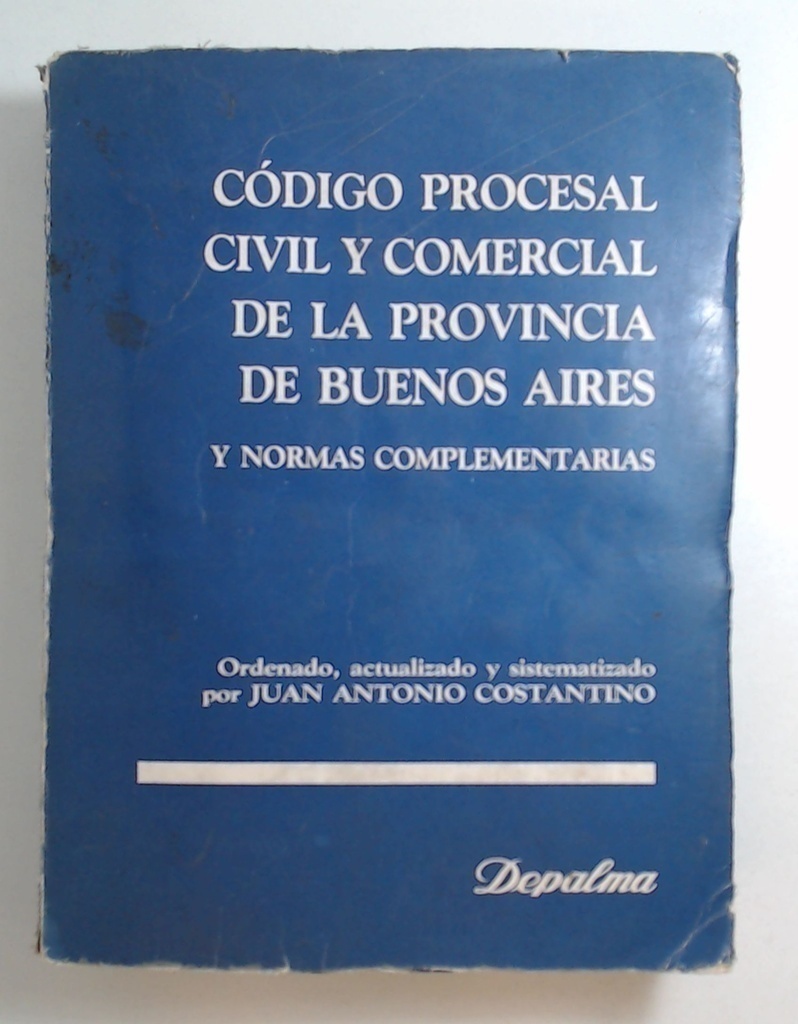 CÓDIGO PROCESAL
CIVIL Y COMERCIAL
DE LA PROVINCIA
DE BUENOS AIRES
Y NORMAS COMPLEMENTARIAS
Ordenado, actualizado y sistematizado
por JUAN ANTONIO COSTANTINO
Depalma